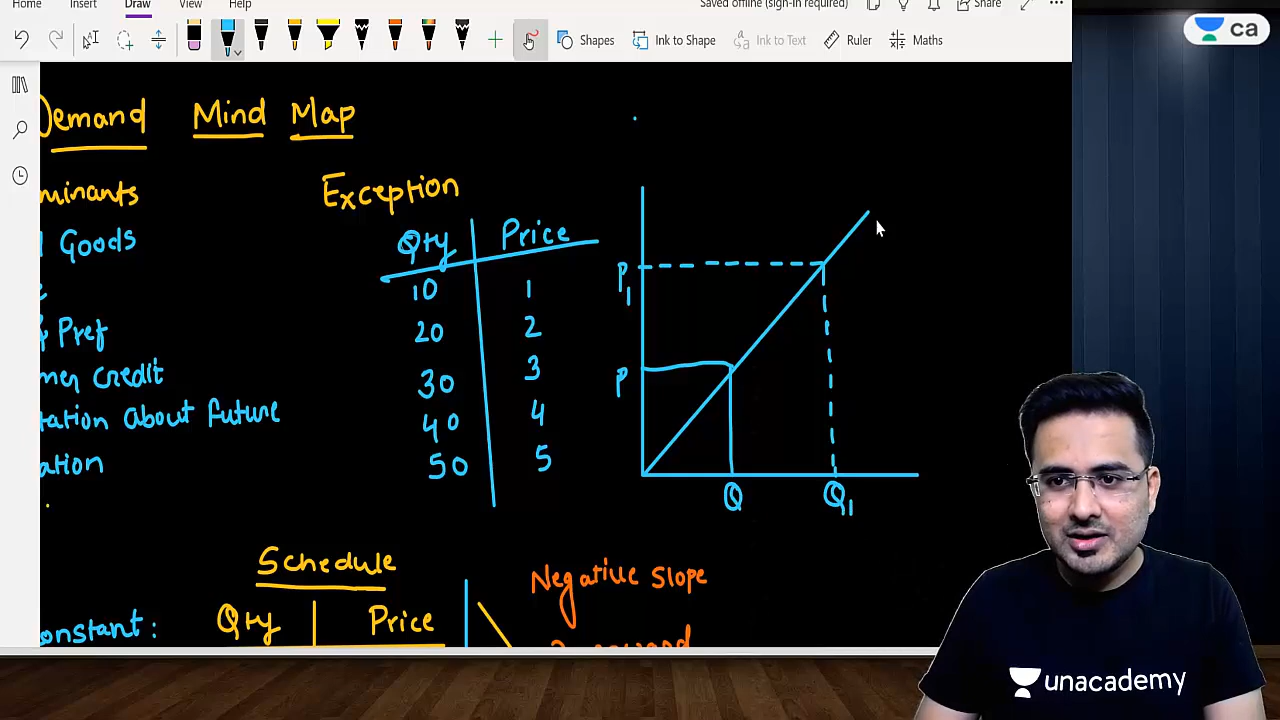 Home Insert Draw View Help Saved offline (sign-in required) Share
Shapes Ink to Shape Ink to Text Ruler Maths
ca
Demand Mind Map
minants Exception
Goods Qty Price
10 1
Pref 20 2
mer Credit 30 3
tation About Future 40 4
ation 50 5
P1
P
Q Q1
Schedule
Negative Slope
onstant: Qty Price
unacademy